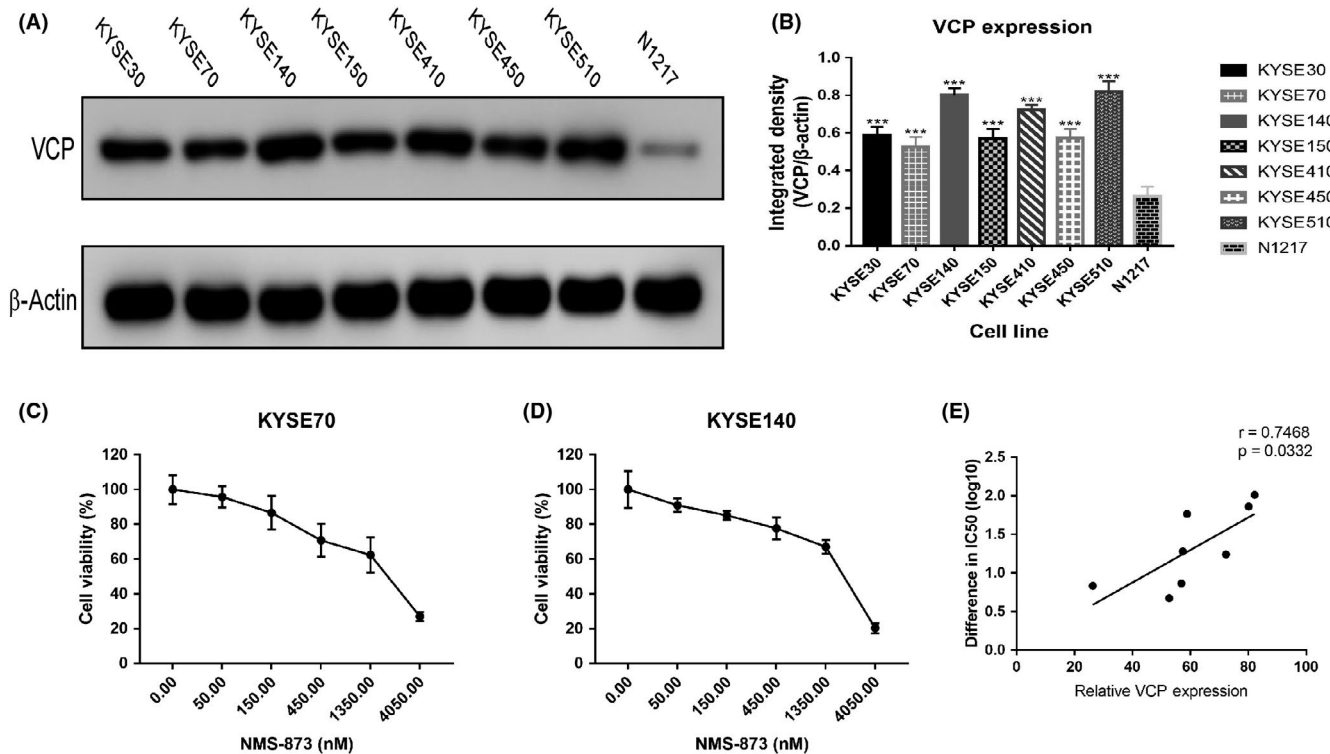 (A)
KYSE30 KYSE70 KYSE140 KYSE150 KYSE410 KYSE450 KYSE510 N1217
VCP
β-Actin
(B)
VCP expression
Integrated density
(VCP/β-actin)
1.0
0.8
0.6
0.4
0.2
0.0
*** *** *** *** *** *** ***
KYSE30 KYSE70 KYSE140 KYSE150 KYSE410 KYSE450 KYSE510 N1217
Cell line
KYSE30
KYSE70
KYSE140
KYSE150
KYSE410
KYSE450
KYSE510
N1217
(C)
KYSE70
Cell viability (%)
120
100
80
60
40
20
0
0.00 50.00 150.00 450.00 1350.00 4050.00
NMS-873 (nM)
(D)
KYSE140
Cell viability (%)
120
100
80
60
40
20
0
0.00 50.00 150.00 450.00 1350.00 4050.00
NMS-873 (nM)
(E)
r = 0.7468
p = 0.0332
Difference in IC50 (log10)
2.5
2.0
1.5
1.0
0.5
0.0
0 20 40 60 80 100
Relative VCP expression